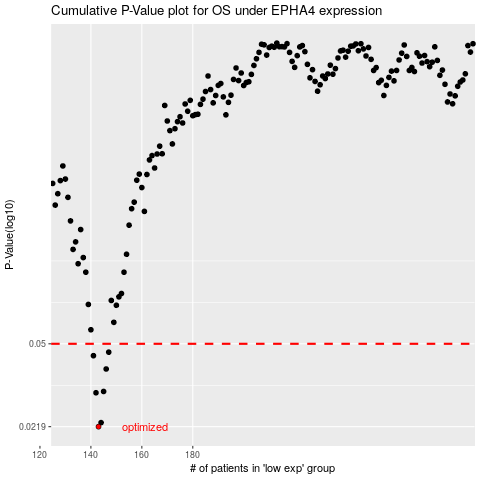 Cumulative P-Value plot for OS under EPHA4 expression
P-Value(log10)
0.05
0.0219
optimized
120 140 160 180
# of patients in 'low exp' group